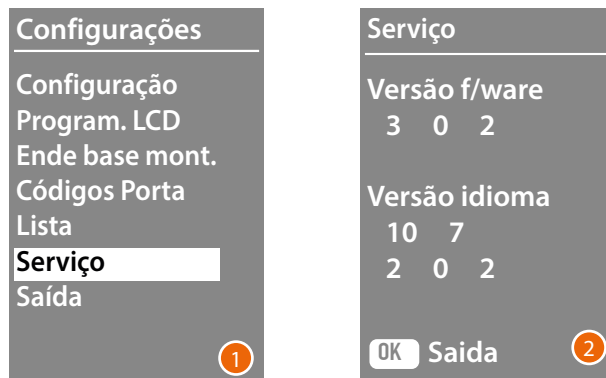 Configurações
Configuração
Program. LCD
Ende base mont.
Códigos Porta
Lista
Serviço
Saída
1
Serviço
Versão f/ware
3 0 2
Versão idioma
10 7
2 0 2
OK Saida
2